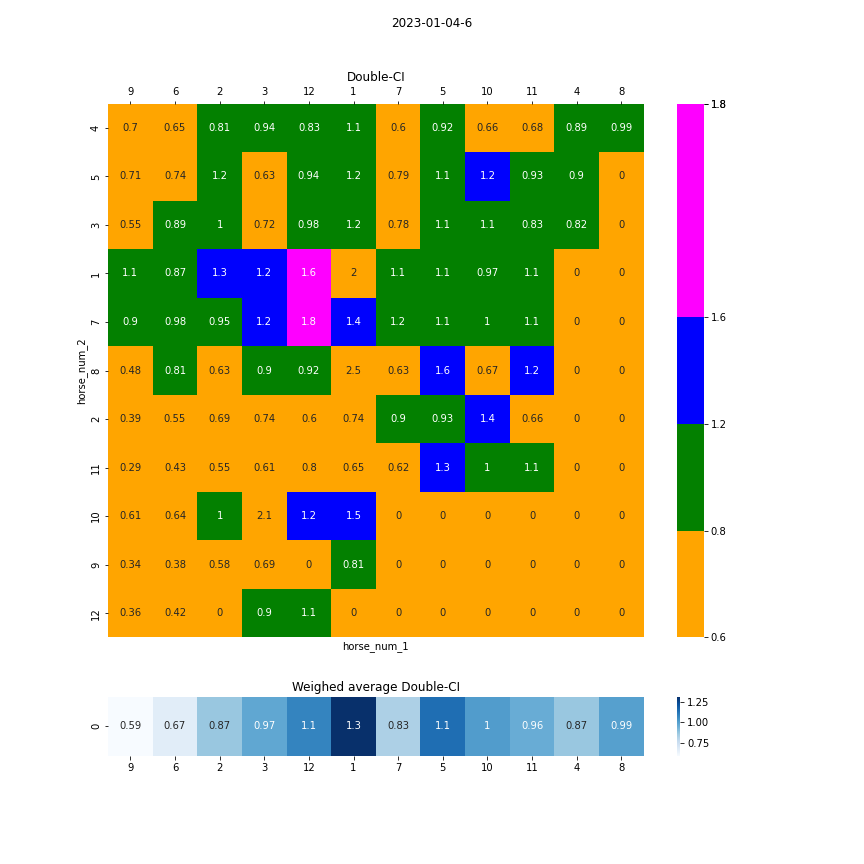 2023-01-04-6
Double-CI
9 6 2 3 12 1 7 5 10 11 4 8
4 0.7 0.65 0.81 0.94 0.83 1.1 0.6 0.92 0.66 0.68 0.89 0.99
5 0.71 0.74 1.2 0.63 0.94 1.2 0.79 1.1 1.2 0.93 0.9 0
3 0.55 0.89 1 0.72 0.98 1.2 0.78 1.1 1.1 0.83 0.82 0
1 1.1 0.87 1.3 1.2 1.6 2 1.1 1.1 0.97 1.1 0 0
7 0.9 0.98 0.95 1.2 1.8 1.4 1.2 1.1 1 1.1 0 0
8 0.48 0.81 0.63 0.9 0.92 2.5 0.63 1.6 0.67 1.2 0 0
2 0.39 0.55 0.69 0.74 0.6 0.74 0.9 0.93 1.4 0.66 0 0
11 0.29 0.43 0.55 0.61 0.8 0.65 0.62 1.3 1 1.1 0 0
10 0.61 0.64 1 2.1 1.2 1.5 0 0 0 0 0 0
9 0.34 0.38 0.58 0.69 0 0.81 0 0 0 0 0 0
12 0.36 0.42 0 0.9 1.1 0 0 0 0 0 0 0
horse_num_2
horse_num_1
1.8
1.6
1.2
0.8
0.6
Weighed average Double-CI
0 0.59 0.67 0.87 0.97 1.1 1.3 0.83 1.1 1 0.96 0.87 0.99
9 6 2 3 12 1 7 5 10 11 4 8
1.25
1.00
0.75